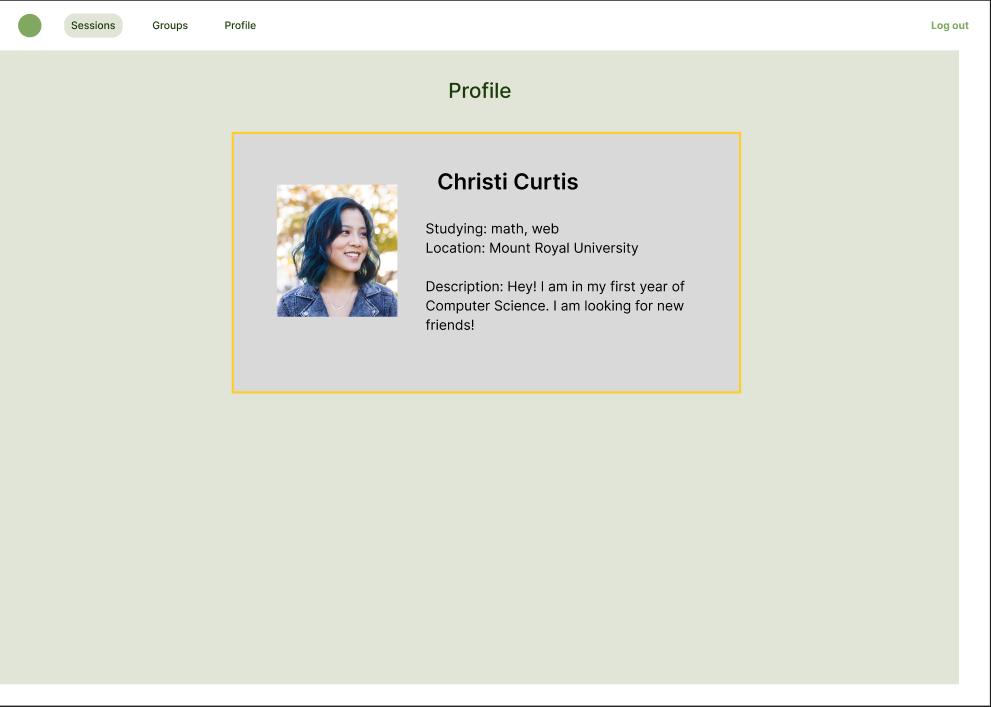 Sessions Groups Profile Log out
Profile
Christi Curtis
Studying: math, web
Location: Mount Royal University
Description: Hey! I am in my first year of
Computer Science. I am looking for new
friends!